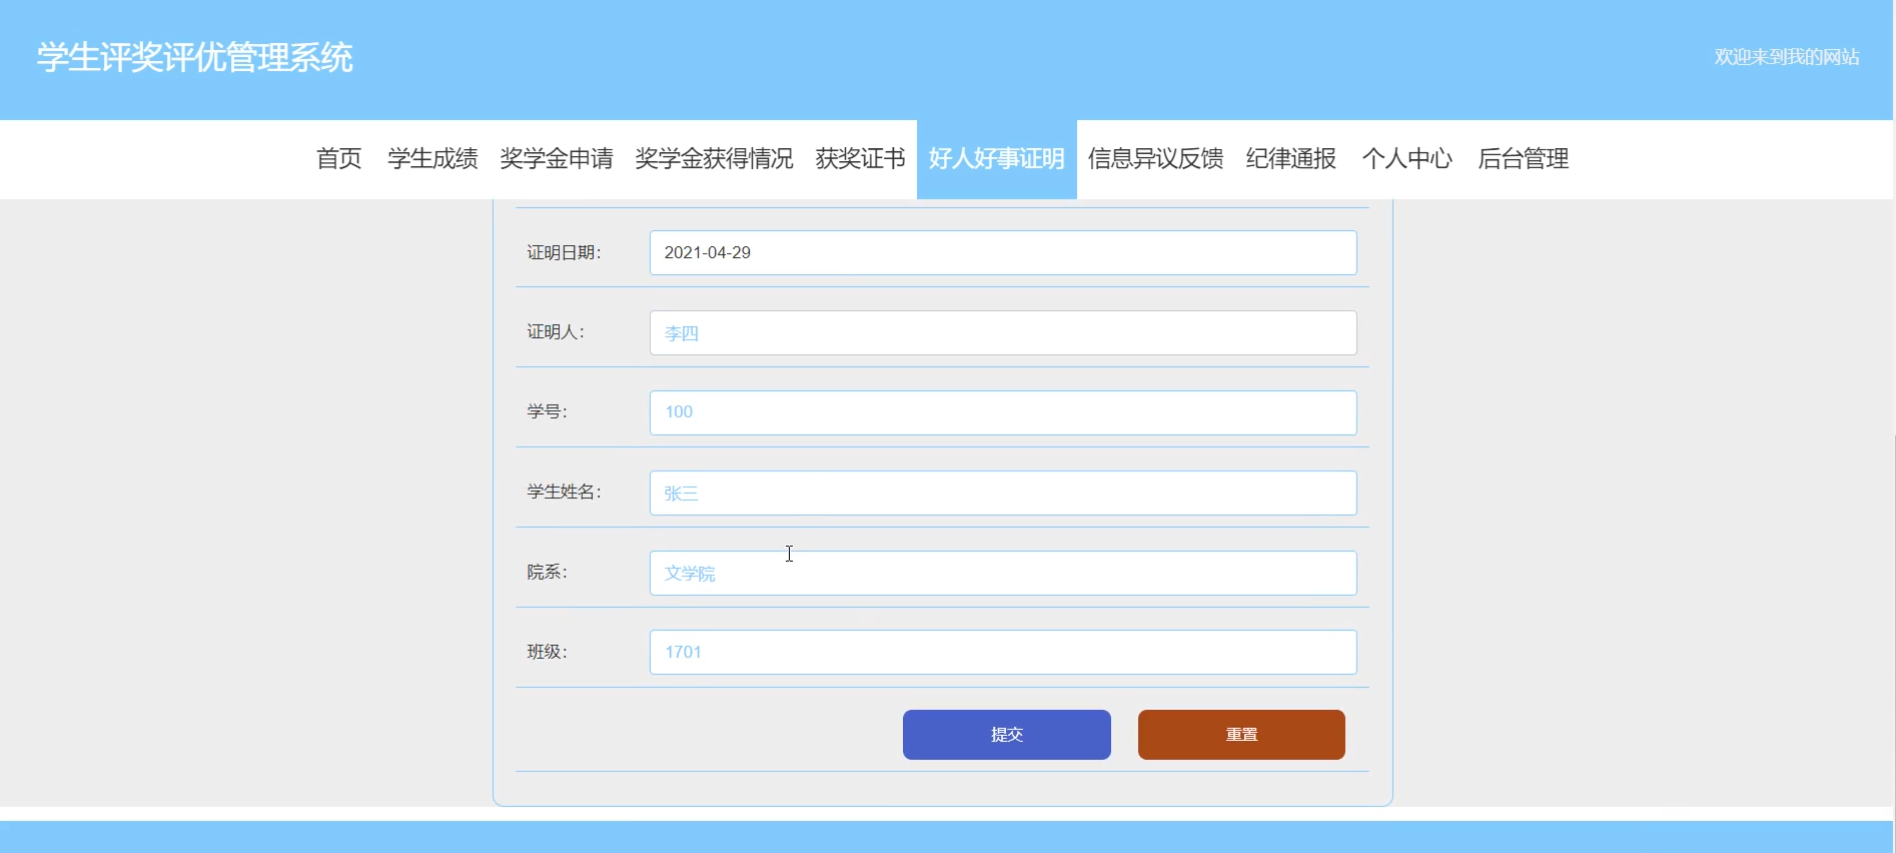 学生评奖评优管理系统
欢迎来到我的网站
首页 学生成绩 奖学金申请 奖学金获得情况 获奖证书 好人好事证明 信息异议反馈 纪律通报 个人中心 后台管理
证明日期: 2021-04-29
证明人: 李四
学号: 100
学生姓名: 张三
院系: 文学院
班级: 1701
提交 重置